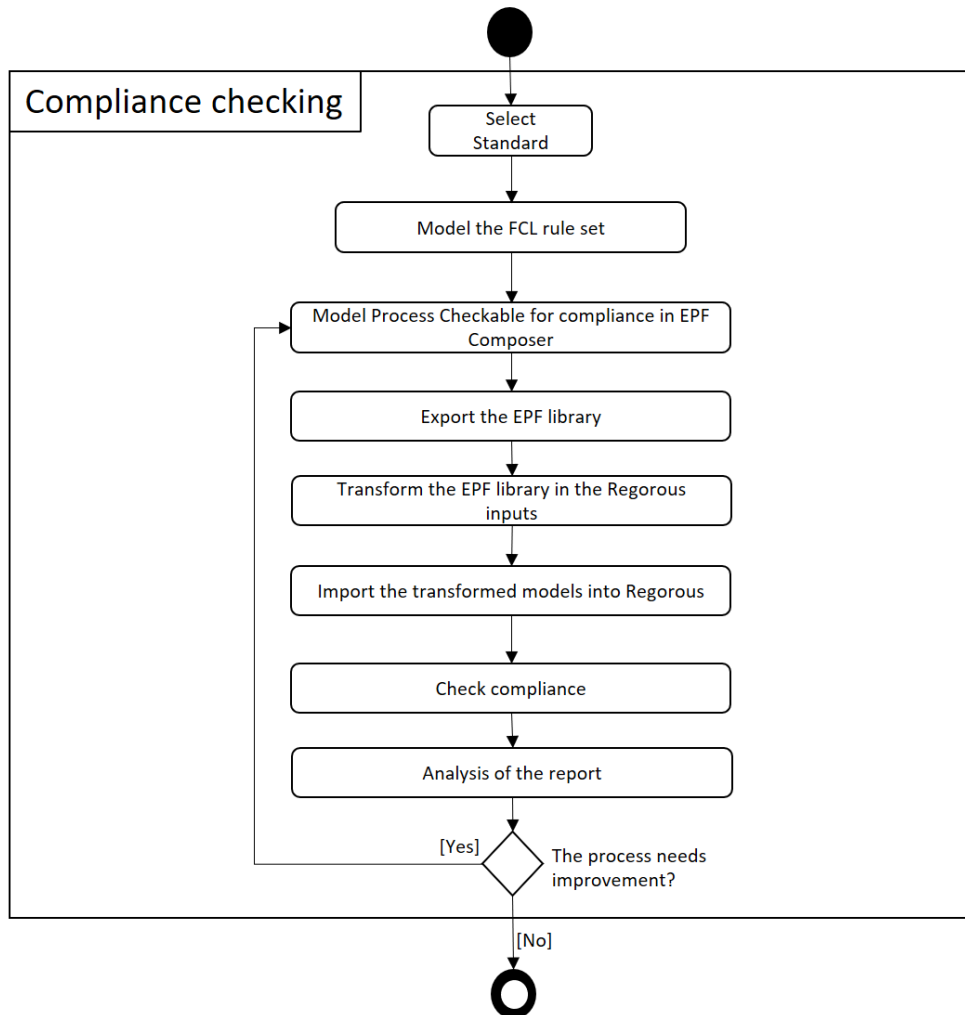 Compliance checking
Select
Standard
Model the FCL rule set
Model Process Checkable for compliance in EPF
Composer
Export the EPF library
Transform the EPF library in the Regorous
inputs
Import the transformed models into Regorous
Check compliance
Analysis of the report
[Yes]
The process needs
improvement?
[No]